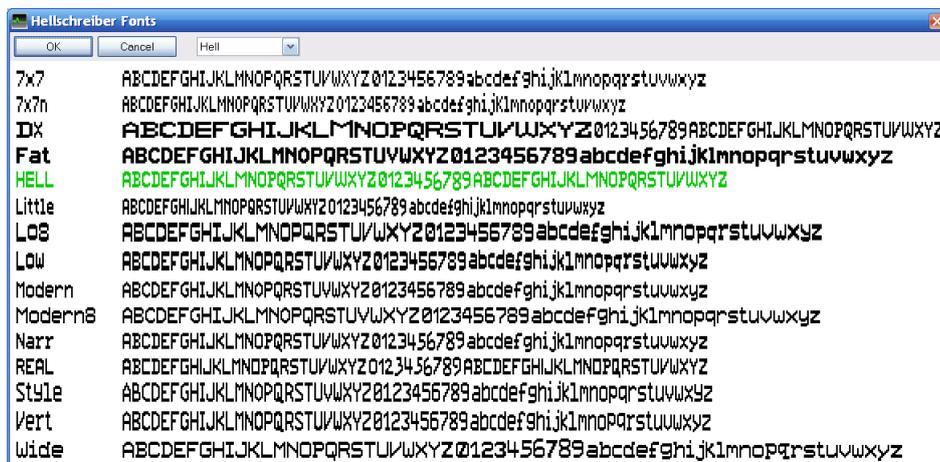 Hellschreiber Fonts
OK Cancel Hell
7x7 ABCDEFGHIJKLMNOPQRSTUVWXYZ0123456789abcdefghijklmnopqrstuvwxyz
7x7n ABCDEFGHIJKLMNOPQRSTUVWXYZ0123456789abcdefghijklmnopqrstuvwxyz
DX ABCDEFGHIJKLMNOPQRSTUVWXYZ0123456789ABCDEFGHIJKLMNOPQRSTUVWXYZ
Fat ABCDEFGHIJKLMNOPQRSTUVWXYZ0123456789abcdefghijklmnopqrstuvwxyz
HELL ABCDEFGHIJKLMNOPQRSTUVWXYZ0123456789ABCDEFGHIJKLMNOPQRSTUVWXYZ
Little ABCDEFGHIJKLMNOPQRSTUVWXYZ0123456789abcdefghijklmnopqrstuvwxyz
Lo8 ABCDEFGHIJKLMNOPQRSTUVWXYZ0123456789abcdefghijklmnopqrstuvwxyz
Low ABCDEFGHIJKLMNOPQRSTUVWXYZ0123456789abcdefghijklmnopqrstuvwxyz
Modern ABCDEFGHIJKLMNOPQRSTUVWXYZ0123456789abcdefghijklmnopqrstuvwxyz
Modern8 ABCDEFGHIJKLMNOPQRSTUVWXYZ0123456789abcdefghijklmnopqrstuvwxyz
Narr ABCDEFGHIJKLMNOPQRSTUVWXYZ0123456789abcdefghijklmnopqrstuvwxyz
REAL ABCDEFGHIJKLMNOPQRSTUVWXYZ0123456789ABCDEFGHIJKLMNOPQRSTUVWXYZ
Style ABCDEFGHIJKLMNOPQRSTUVWXYZ0123456789abcdefghijklmnopqrstuvwxyz
Vert ABCDEFGHIJKLMNOPQRSTUVWXYZ0123456789abcdefghijklmnopqrstuvwxyz
Wide ABCDEFGHIJKLMNOPQRSTUVWXYZ0123456789abcdefghijklmnopqrstuvwxyz